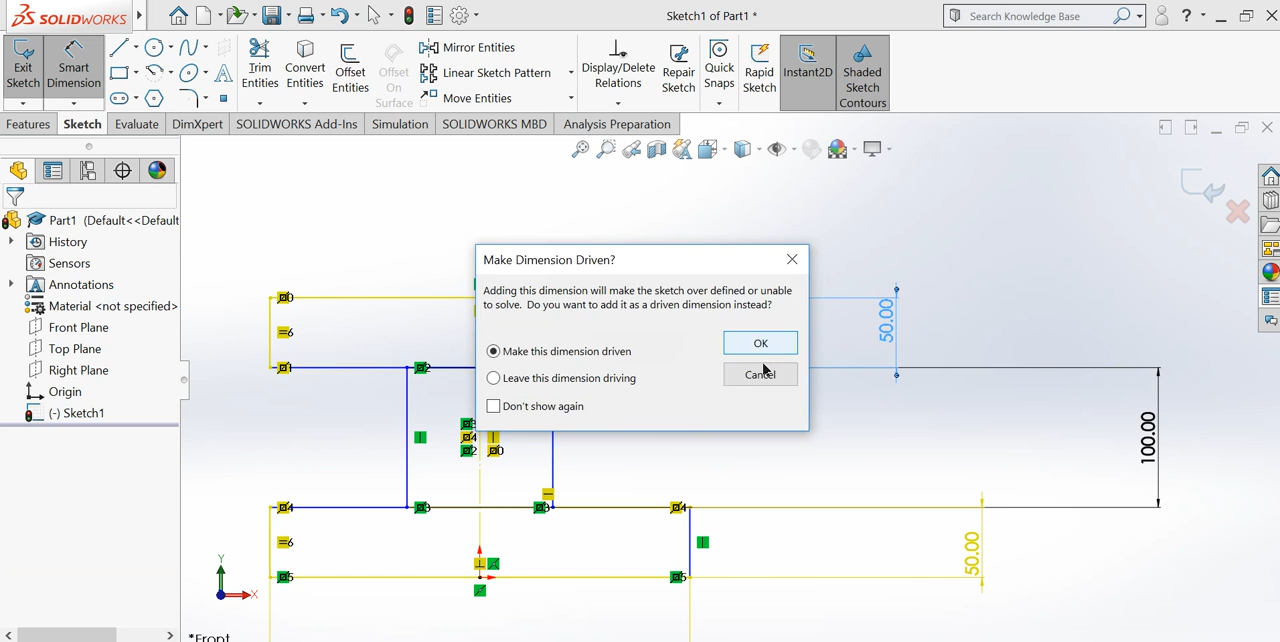 SOLIDWORKS
Sketch1 of Part1 *
Search Knowledge Base
?
Exit Sketch
Smart Dimension
Trim Entities
Convert Entities
Offset Entities
Offset On Surface
Mirror Entities
Linear Sketch Pattern
Move Entities
Display/Delete Relations
Repair Sketch
Quick Snaps
Rapid Sketch
Instant2D
Shaded Sketch Contours
Features
Sketch
Evaluate
DimXpert
SOLIDWORKS Add-Ins
Simulation
SOLIDWORKS MBD
Analysis Preparation
Part1 (Default<<Default
History
Sensors
Annotations
Material <not specified>
Front Plane
Top Plane
Right Plane
Origin
(-) Sketch1
Make Dimension Driven?
Adding this dimension will make the sketch over defined or unable
to solve. Do you want to add it as a driven dimension instead?
Make this dimension driven
OK
Leave this dimension driving
Cancel
Don't show again
50.00
100.00
50.00
Y
X
*Front